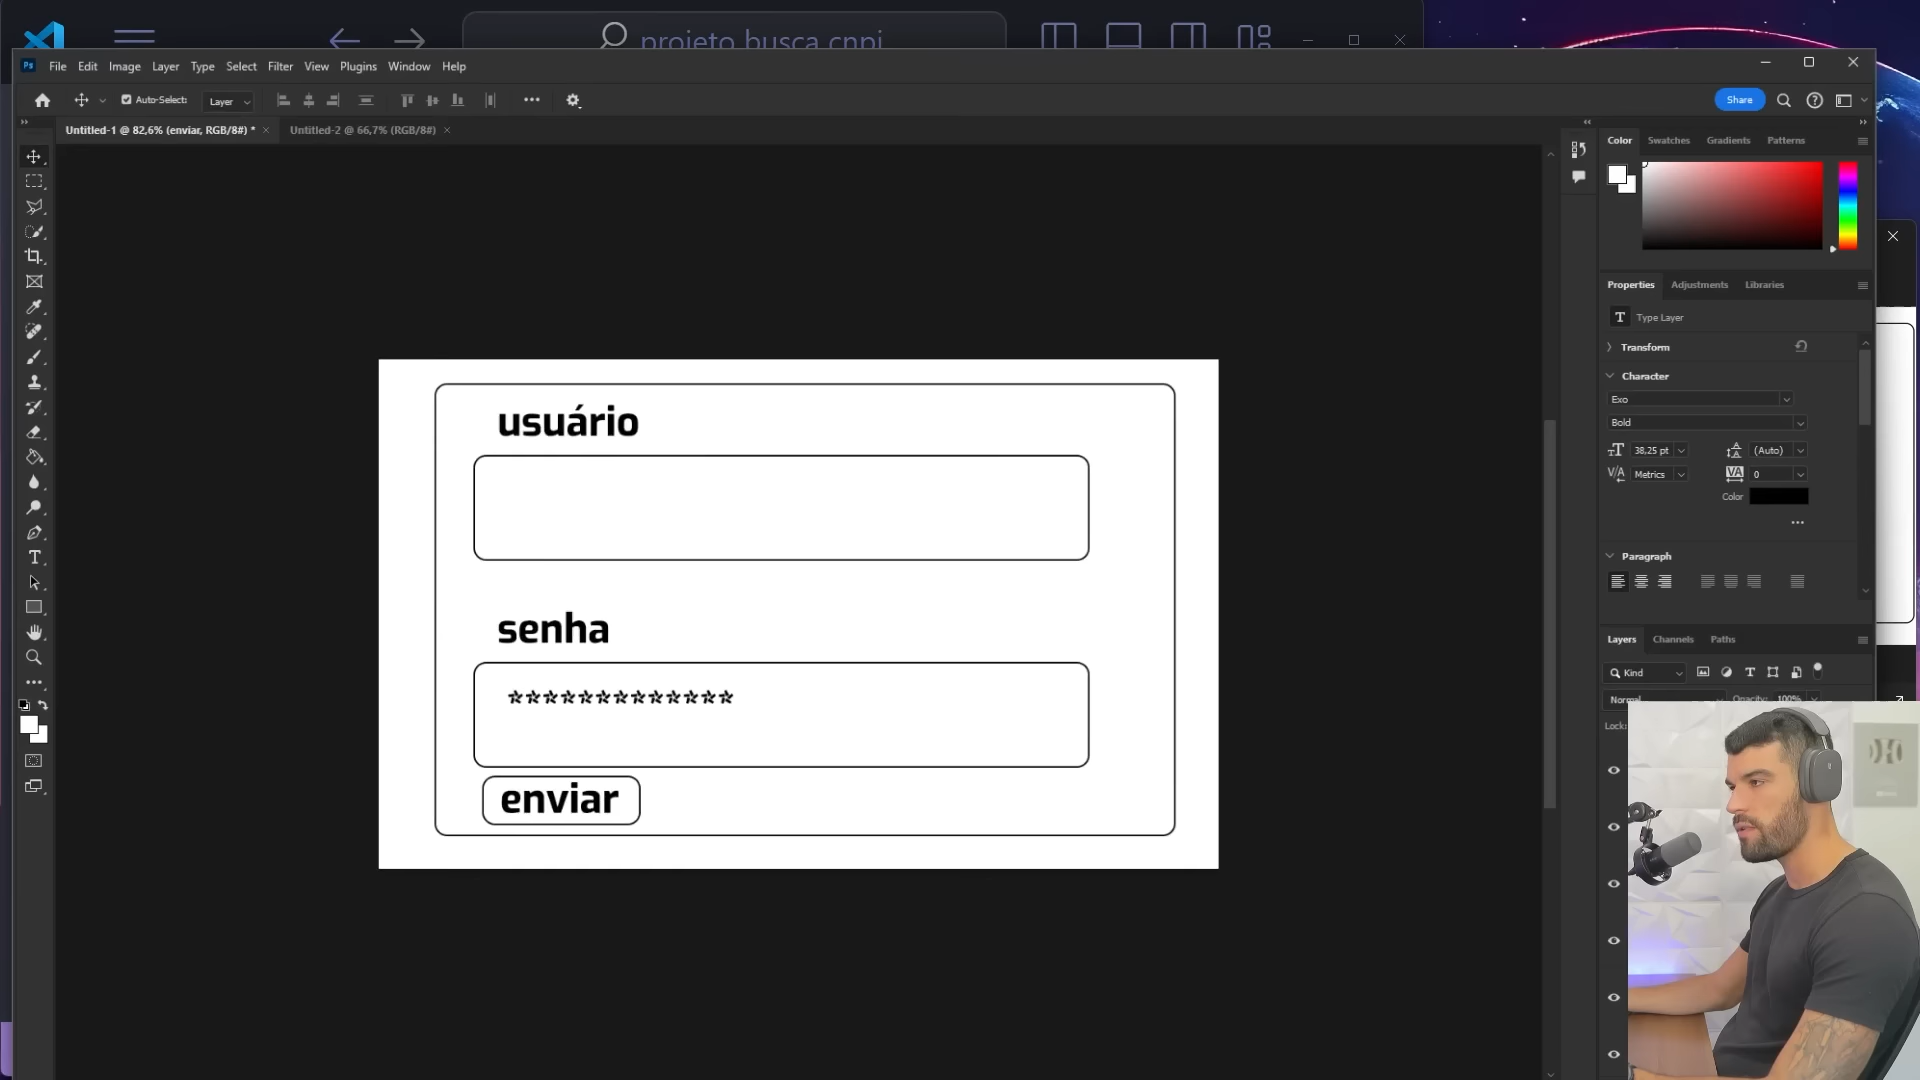 projeto busca cnpj
Ps File Edit Image Layer Type Select Filter View Plugins Window Help
Auto-Select: Layer ••• Share
Untitled-1 @ 82,6% (enviar, RGB/8#) * × Untitled-2 @ 66,7% (RGB/8#) ×
Color Swatches Gradients Patterns
Properties Adjustments Libraries
T Type Layer
Transform
Character
Exo
Bold
38,25 pt (Auto)
Metrics 0
Color
Paragraph
Layers Channels Paths
Kind
Normal Opacity: 100%
Lock:
usuário
senha
*************
enviar